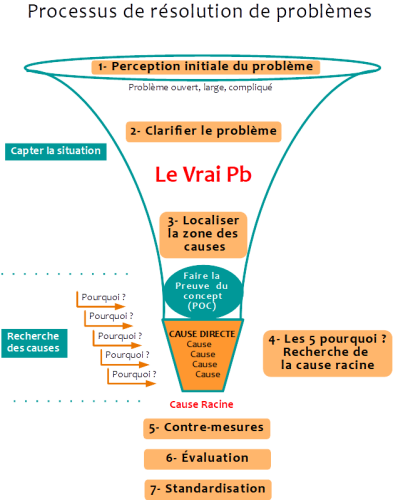 Processus de résolution de problèmes
1- Perception initiale du problème
Problème ouvert, large, compliqué
2- Clarifier le problème
Capter la situation
Le Vrai Pb
3- Localiser
la zone des
causes
Faire la
Preuve du
concept
(POC)
Pourquoi ?
Pourquoi ?
Pourquoi ?
Pourquoi ?
Pourquoi ?
Recherche
des causes
CAUSE DIRECTE
Cause
Cause
Cause
Cause
4- Les 5 pourquoi ?
Recherche de
la cause racine
Cause Racine
5- Contre-mesures
6- Évaluation
7- Standardisation